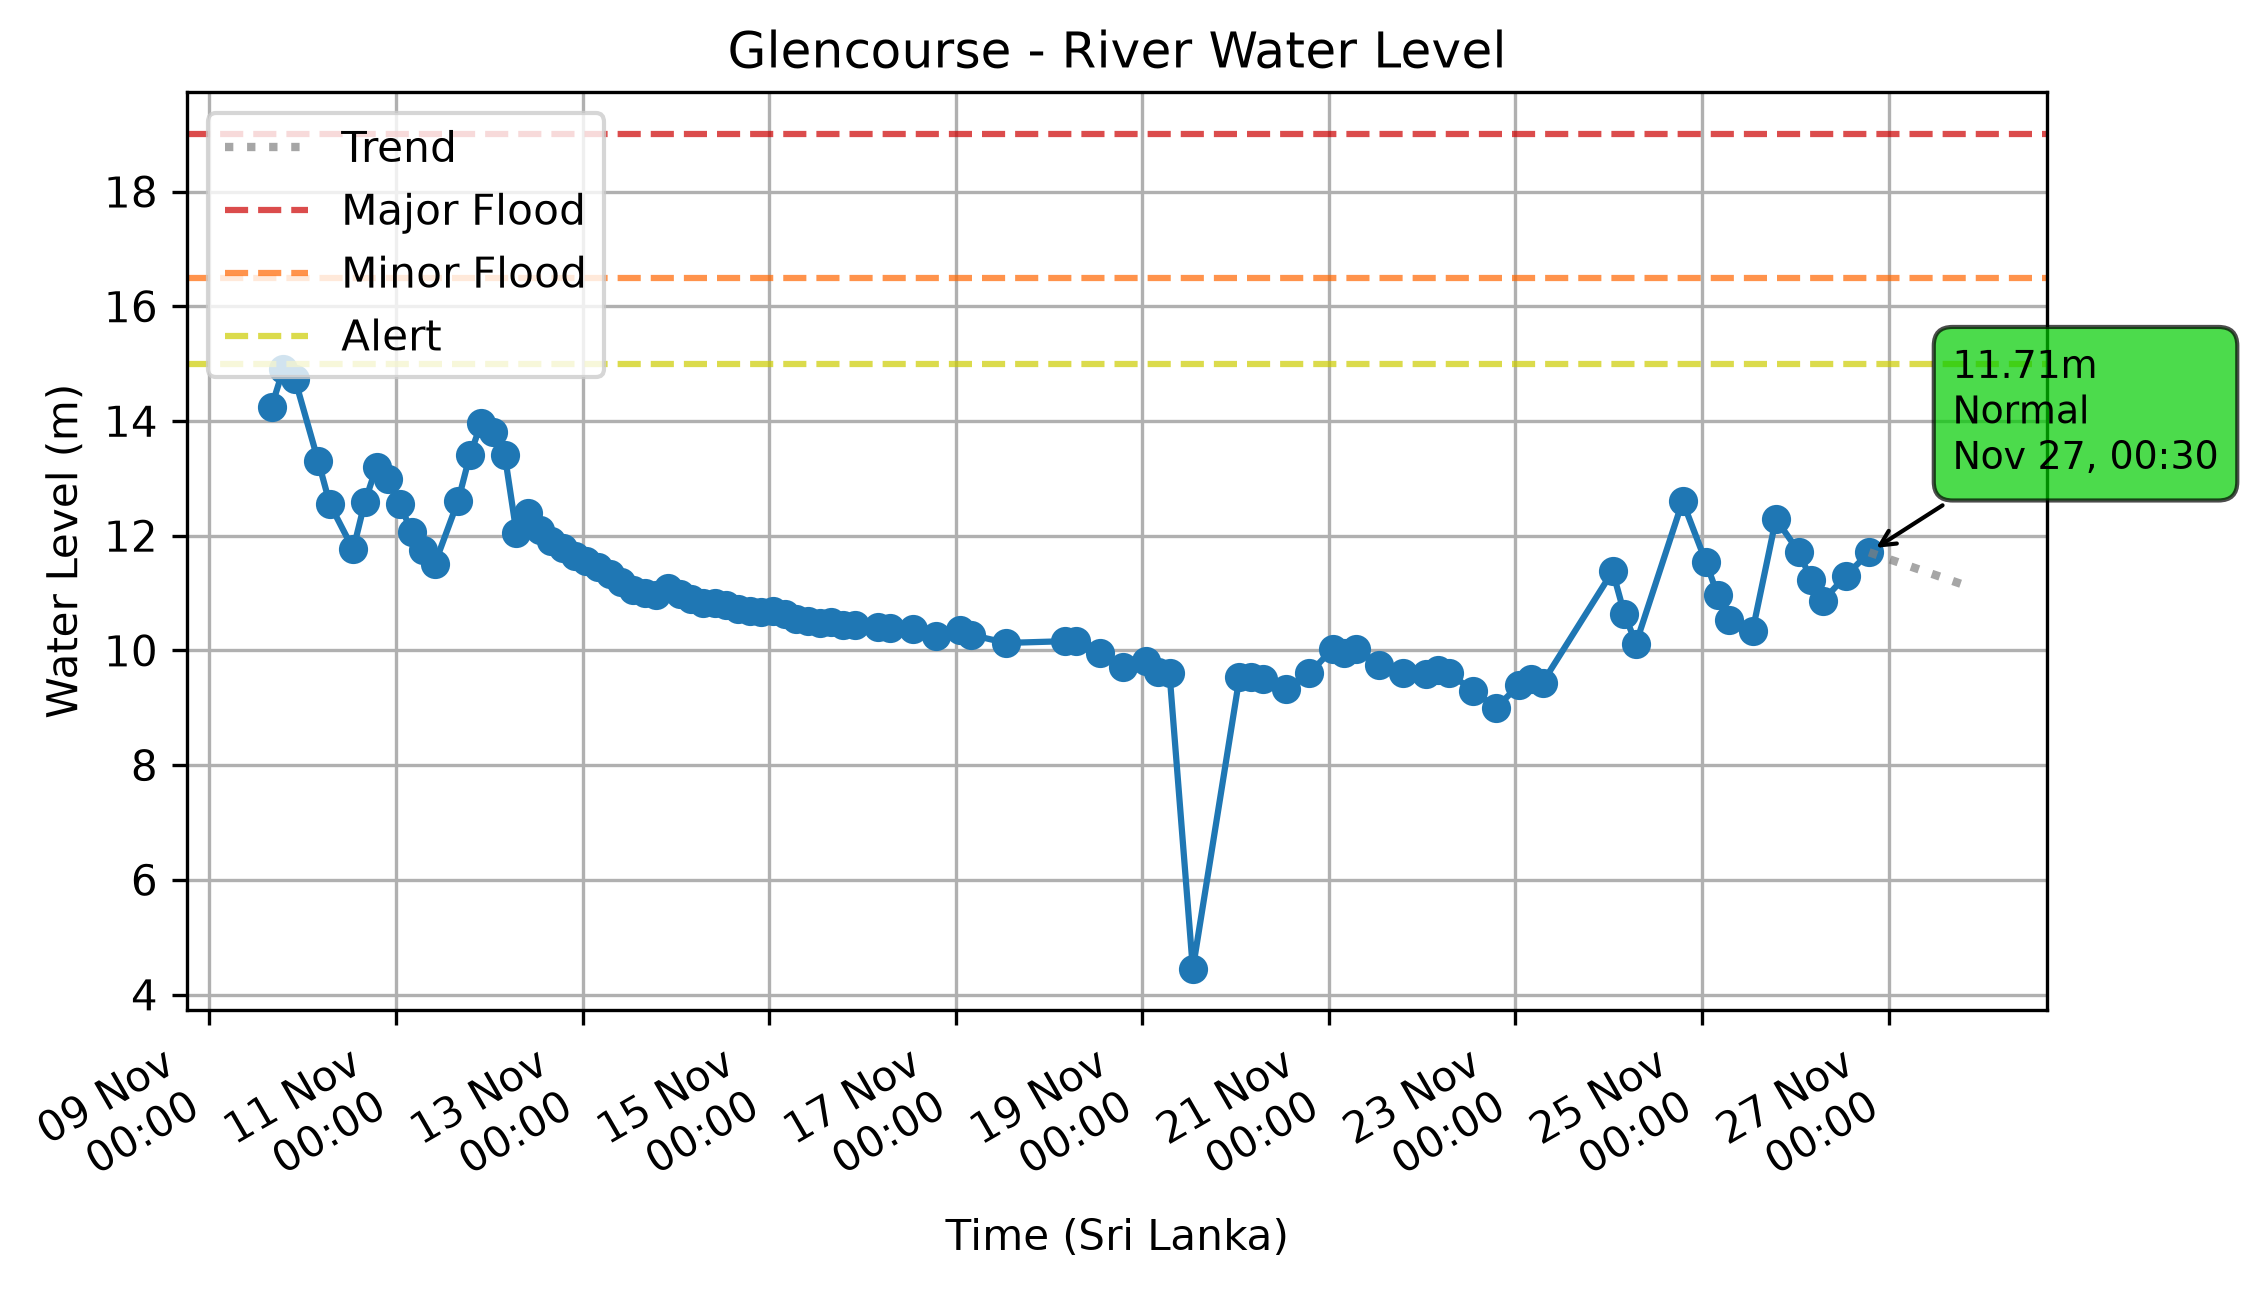 Glencourse - River Water Level
Trend
Major Flood
Minor Flood
Alert
11.71m
Normal
Nov 27, 00:30
Water Level (m)
18
16
14
12
10
8
6
4
09 Nov
00:00
11 Nov
00:00
13 Nov
00:00
15 Nov
00:00
17 Nov
00:00
19 Nov
00:00
21 Nov
00:00
23 Nov
00:00
25 Nov
00:00
27 Nov
00:00
Time (Sri Lanka)